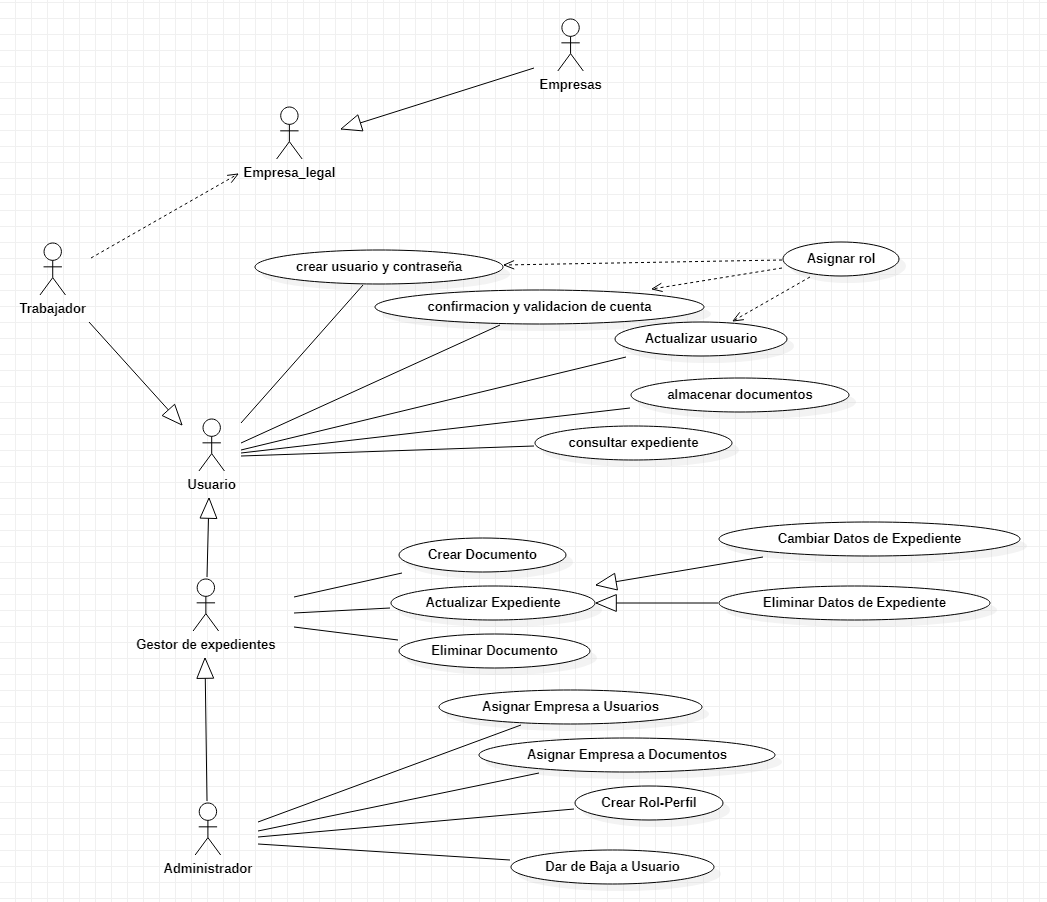 Empresas
Empresa_legal
Trabajador
crear usuario y contraseña
Asignar rol
confirmacion y validacion de cuenta
Actualizar usuario
almacenar documentos
consultar expediente
Usuario
Crear Documento
Cambiar Datos de Expediente
Actualizar Expediente
Eliminar Datos de Expediente
Gestor de expedientes
Eliminar Documento
Asignar Empresa a Usuarios
Asignar Empresa a Documentos
Crear Rol-Perfil
Administrador
Dar de Baja a Usuario